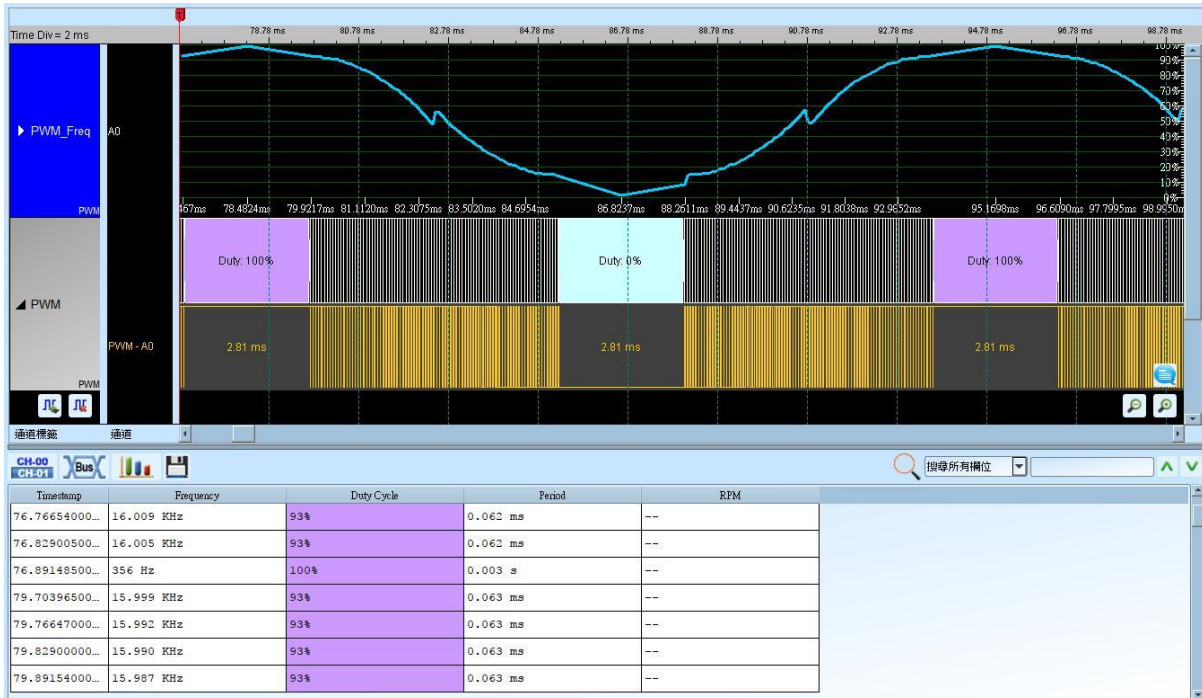 Time Div = 2 ms
78.78 ms 80.78 ms 82.78 ms 84.78 ms 86.78 ms 88.78 ms 90.78 ms 92.78 ms 94.78 ms 96.78 ms 98.78 ms
T
PWM_Freq
A0
PWM
100%
90%
80%
70%
60%
50%
40%
30%
20%
10%
0%
467ms 78.4824ms 79.9217ms 81.1120ms 82.3075ms 83.5020ms 84.6954ms 86.8237ms 88.2611ms 89.4437ms 90.6235ms 91.8038ms 92.9852ms 95.1698ms 96.6090ms 97.7995ms 98.9950m
Duty: 100% Duty: 0% Duty: 100%
PWM
PWM - A0
2.81 ms 2.81 ms 2.81 ms
PWM
通道標籤 通道
CH-00
CH-01
Bus
搜尋所有欄位
Timestamp Frequency Duty Cycle Period RPM
76.76654000... 16.009 KHz 93% 0.062 ms --
76.82900500... 16.005 KHz 93% 0.062 ms --
76.89148500... 356 Hz 100% 0.003 s --
79.70396500... 15.999 KHz 93% 0.063 ms --
79.76647000... 15.992 KHz 93% 0.063 ms --
79.82900000... 15.990 KHz 93% 0.063 ms --
79.89154000... 15.987 KHz 93% 0.063 ms --